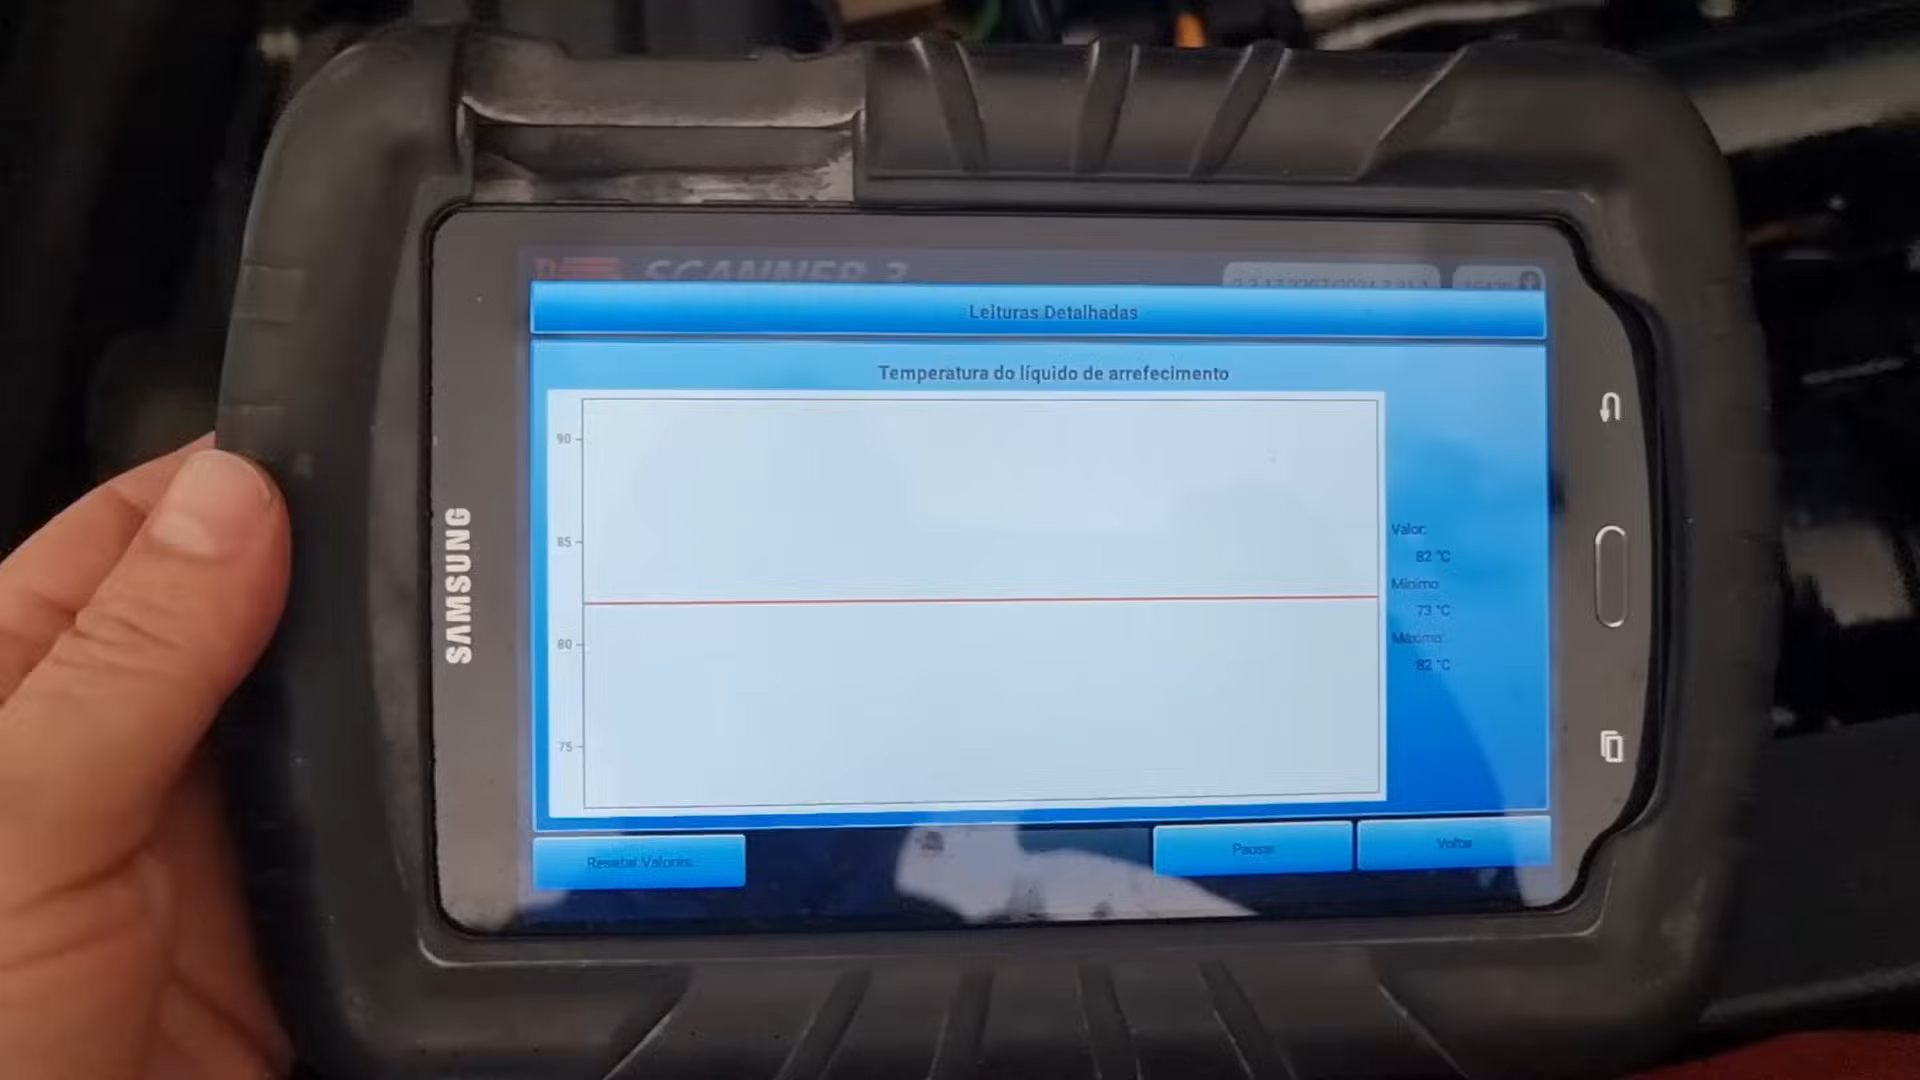 SCANNER 3
Leituras Detalhadas
Temperatura do líquido de arrefecimento
90
85
80
75
Valor:
82 °C
Mínimo:
73 °C
Máximo:
82 °C
Resetar Valores
Pausar
Voltar
SAMSUNG